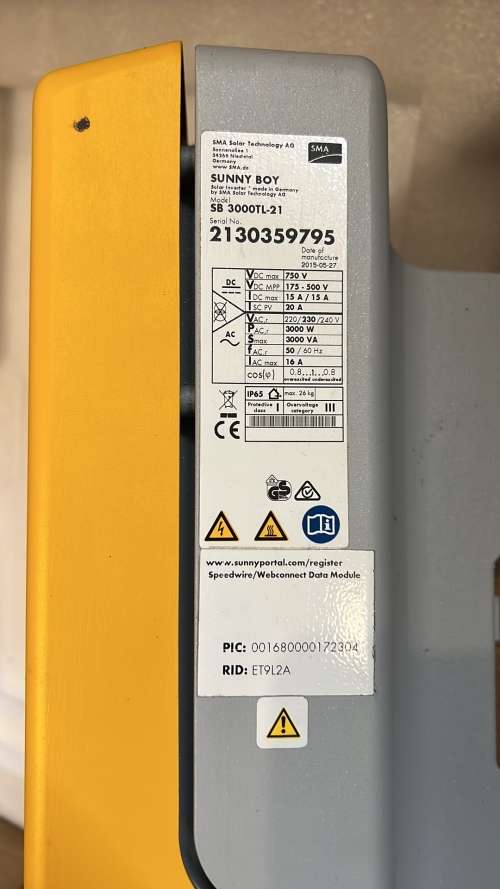 SMA Solar Technology AG
Sonnenallee 1
34266 Niestetal
Germany
www.SMA.de
SMA
SUNNY BOY
Solar Inverter * made in Germany
by SMA Solar Technology AG
Model
SB 3000TL-21
Serial No.
2130359795
Date of
manufacture
2015-05-27
DC
VDC max 750 V
VDC MPP 175 - 500 V
IDC max 15 A / 15 A
ISC PV 20 A
AC
VAC,r 220/230/240 V
PAC,r 3000 W
Smax 3000 VA
fAC,r 50 / 60 Hz
IAC max 16 A
cos(φ) 0.8...1...0.8
overexcited underexcited
IP65 max. 26 kg
Protective class I Overvoltage category III
CE
GS
www.sunnyportal.com/register
Speedwire/Webconnect Data Module
PIC: 001680000172304
RID: ET9L2A